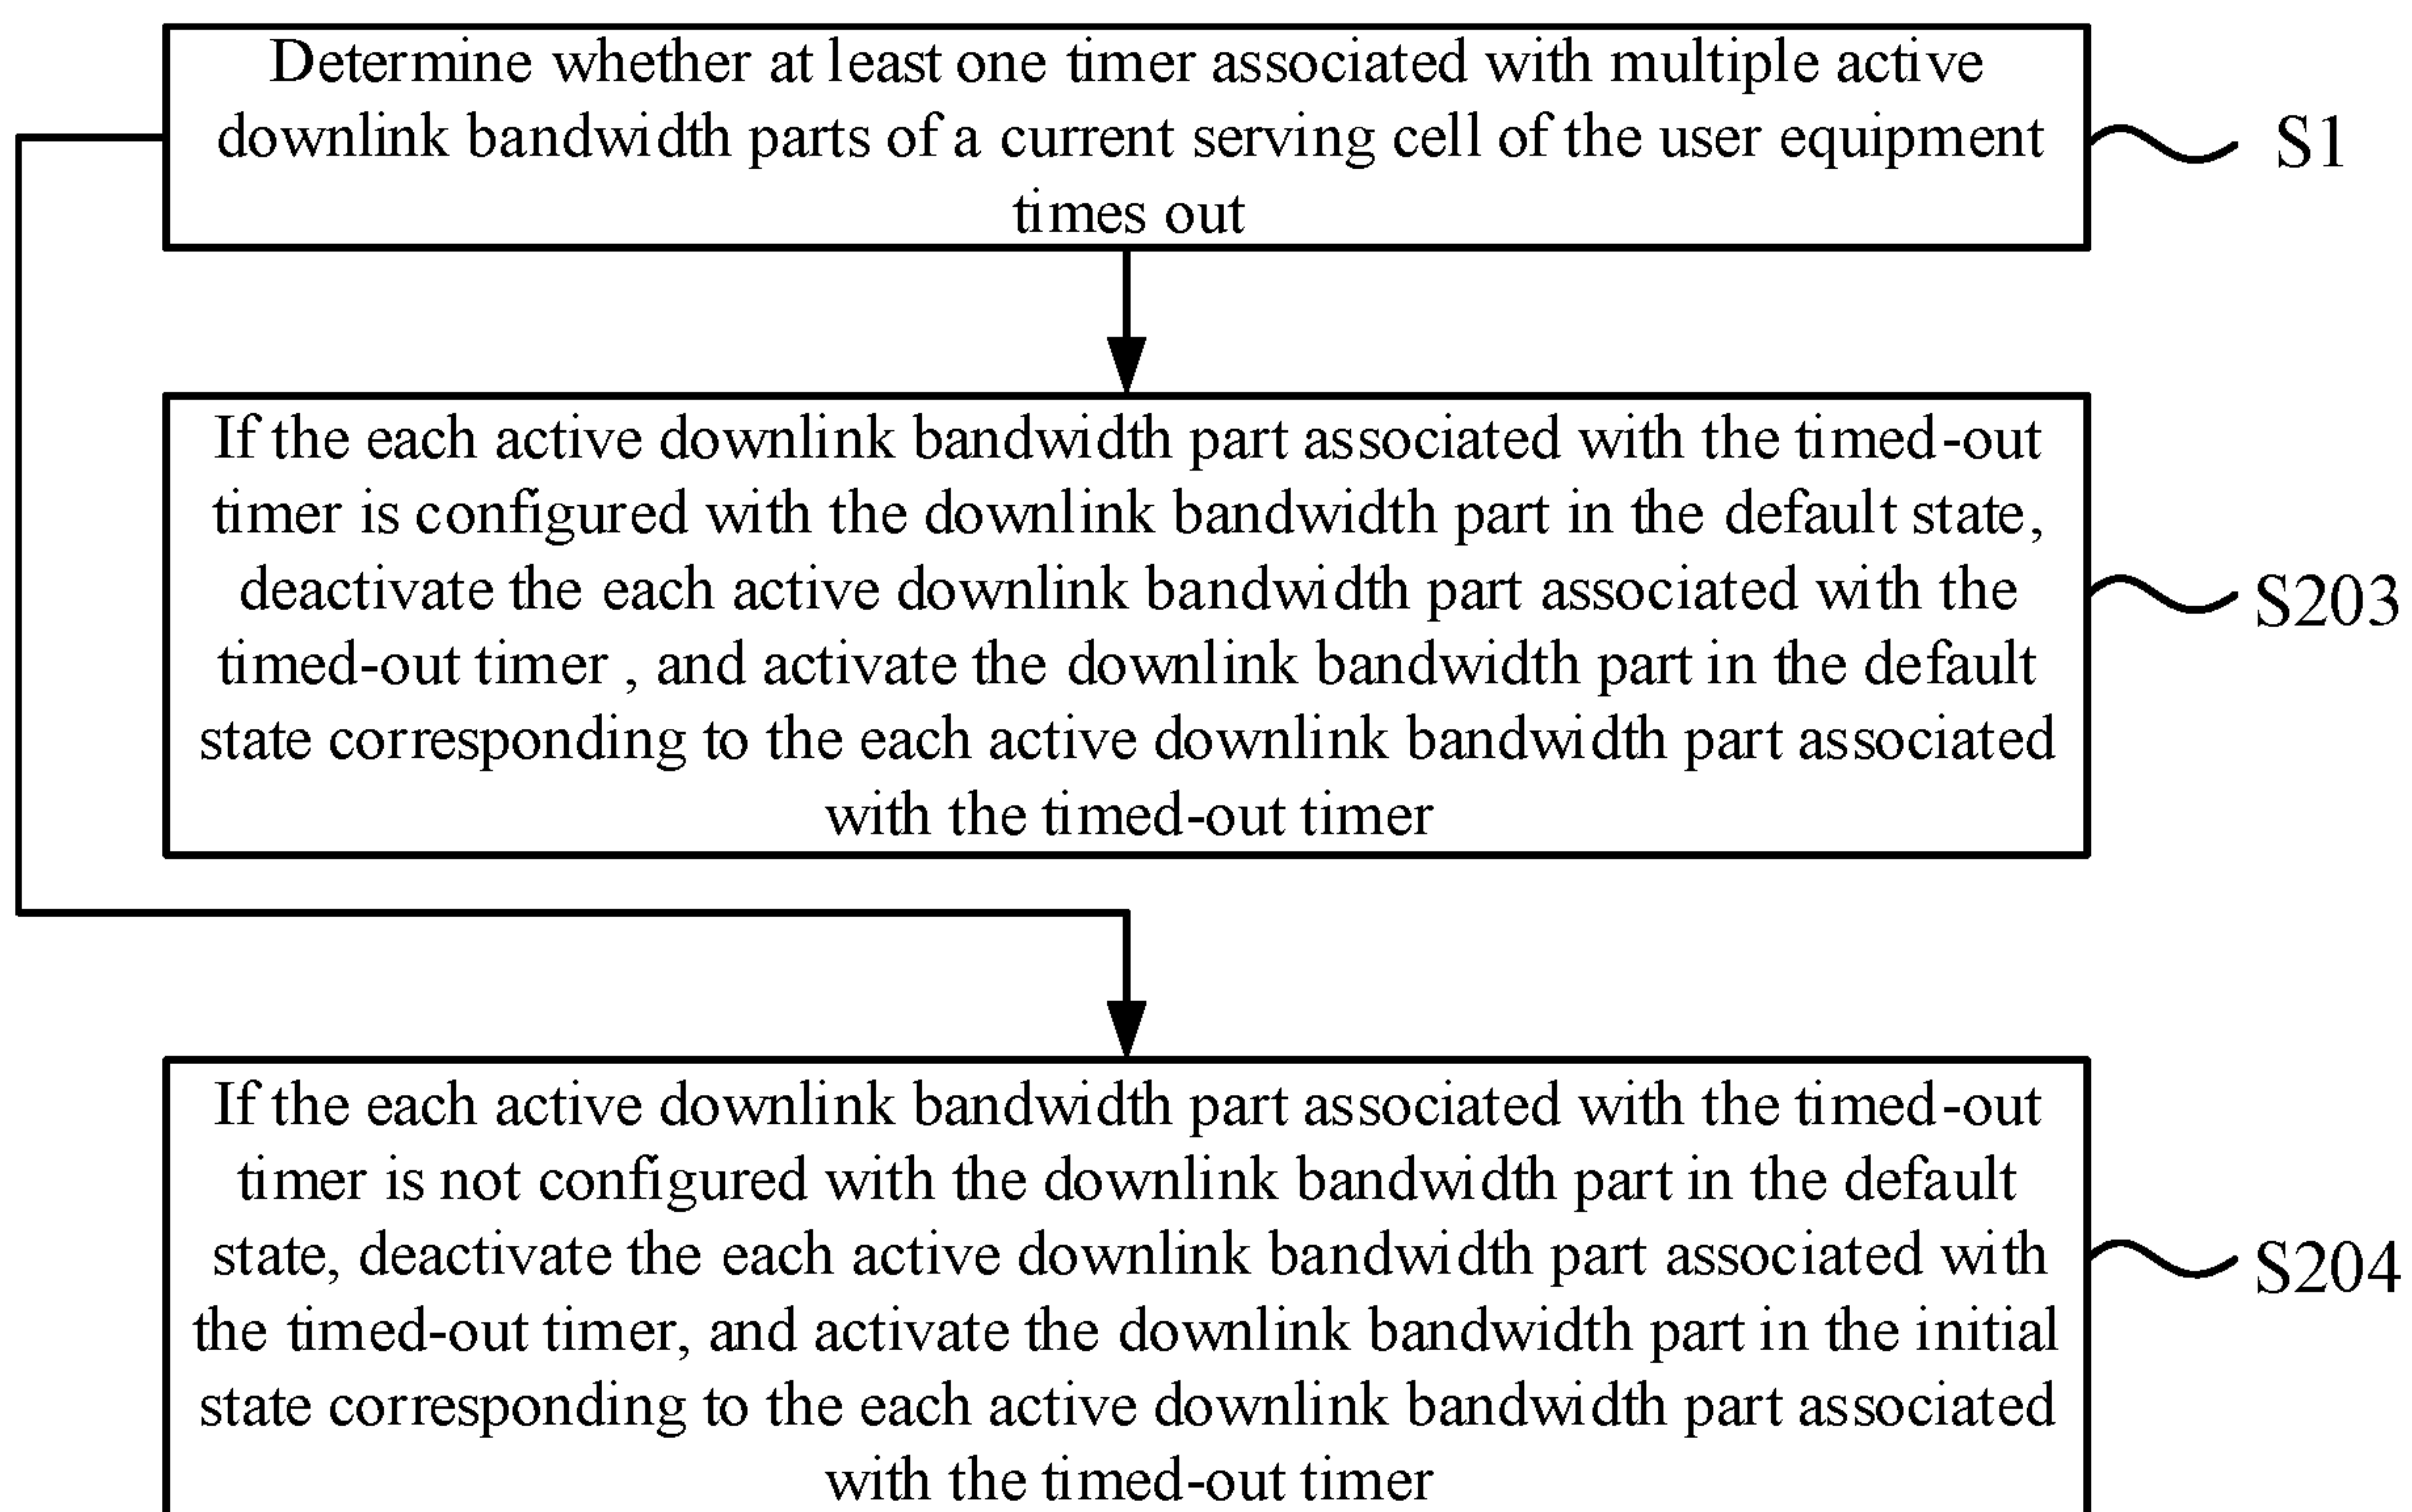 Determine whether at least one timer associated with multiple active
downlink bandwidth parts of a current serving cell of the user equipment
times out
S1
If the each active downlink bandwidth part associated with the timed-out
timer is configured with the downlink bandwidth part in the default state,
deactivate the each active downlink bandwidth part associated with the
timed-out timer , and activate the downlink bandwidth part in the default
state corresponding to the each active downlink bandwidth part associated
with the timed-out timer
S203
If the each active downlink bandwidth part associated with the timed-out
timer is not configured with the downlink bandwidth part in the default
state, deactivate the each active downlink bandwidth part associated with
the timed-out timer, and activate the downlink bandwidth part in the initial
state corresponding to the each active downlink bandwidth part associated
with the timed-out timer
S204